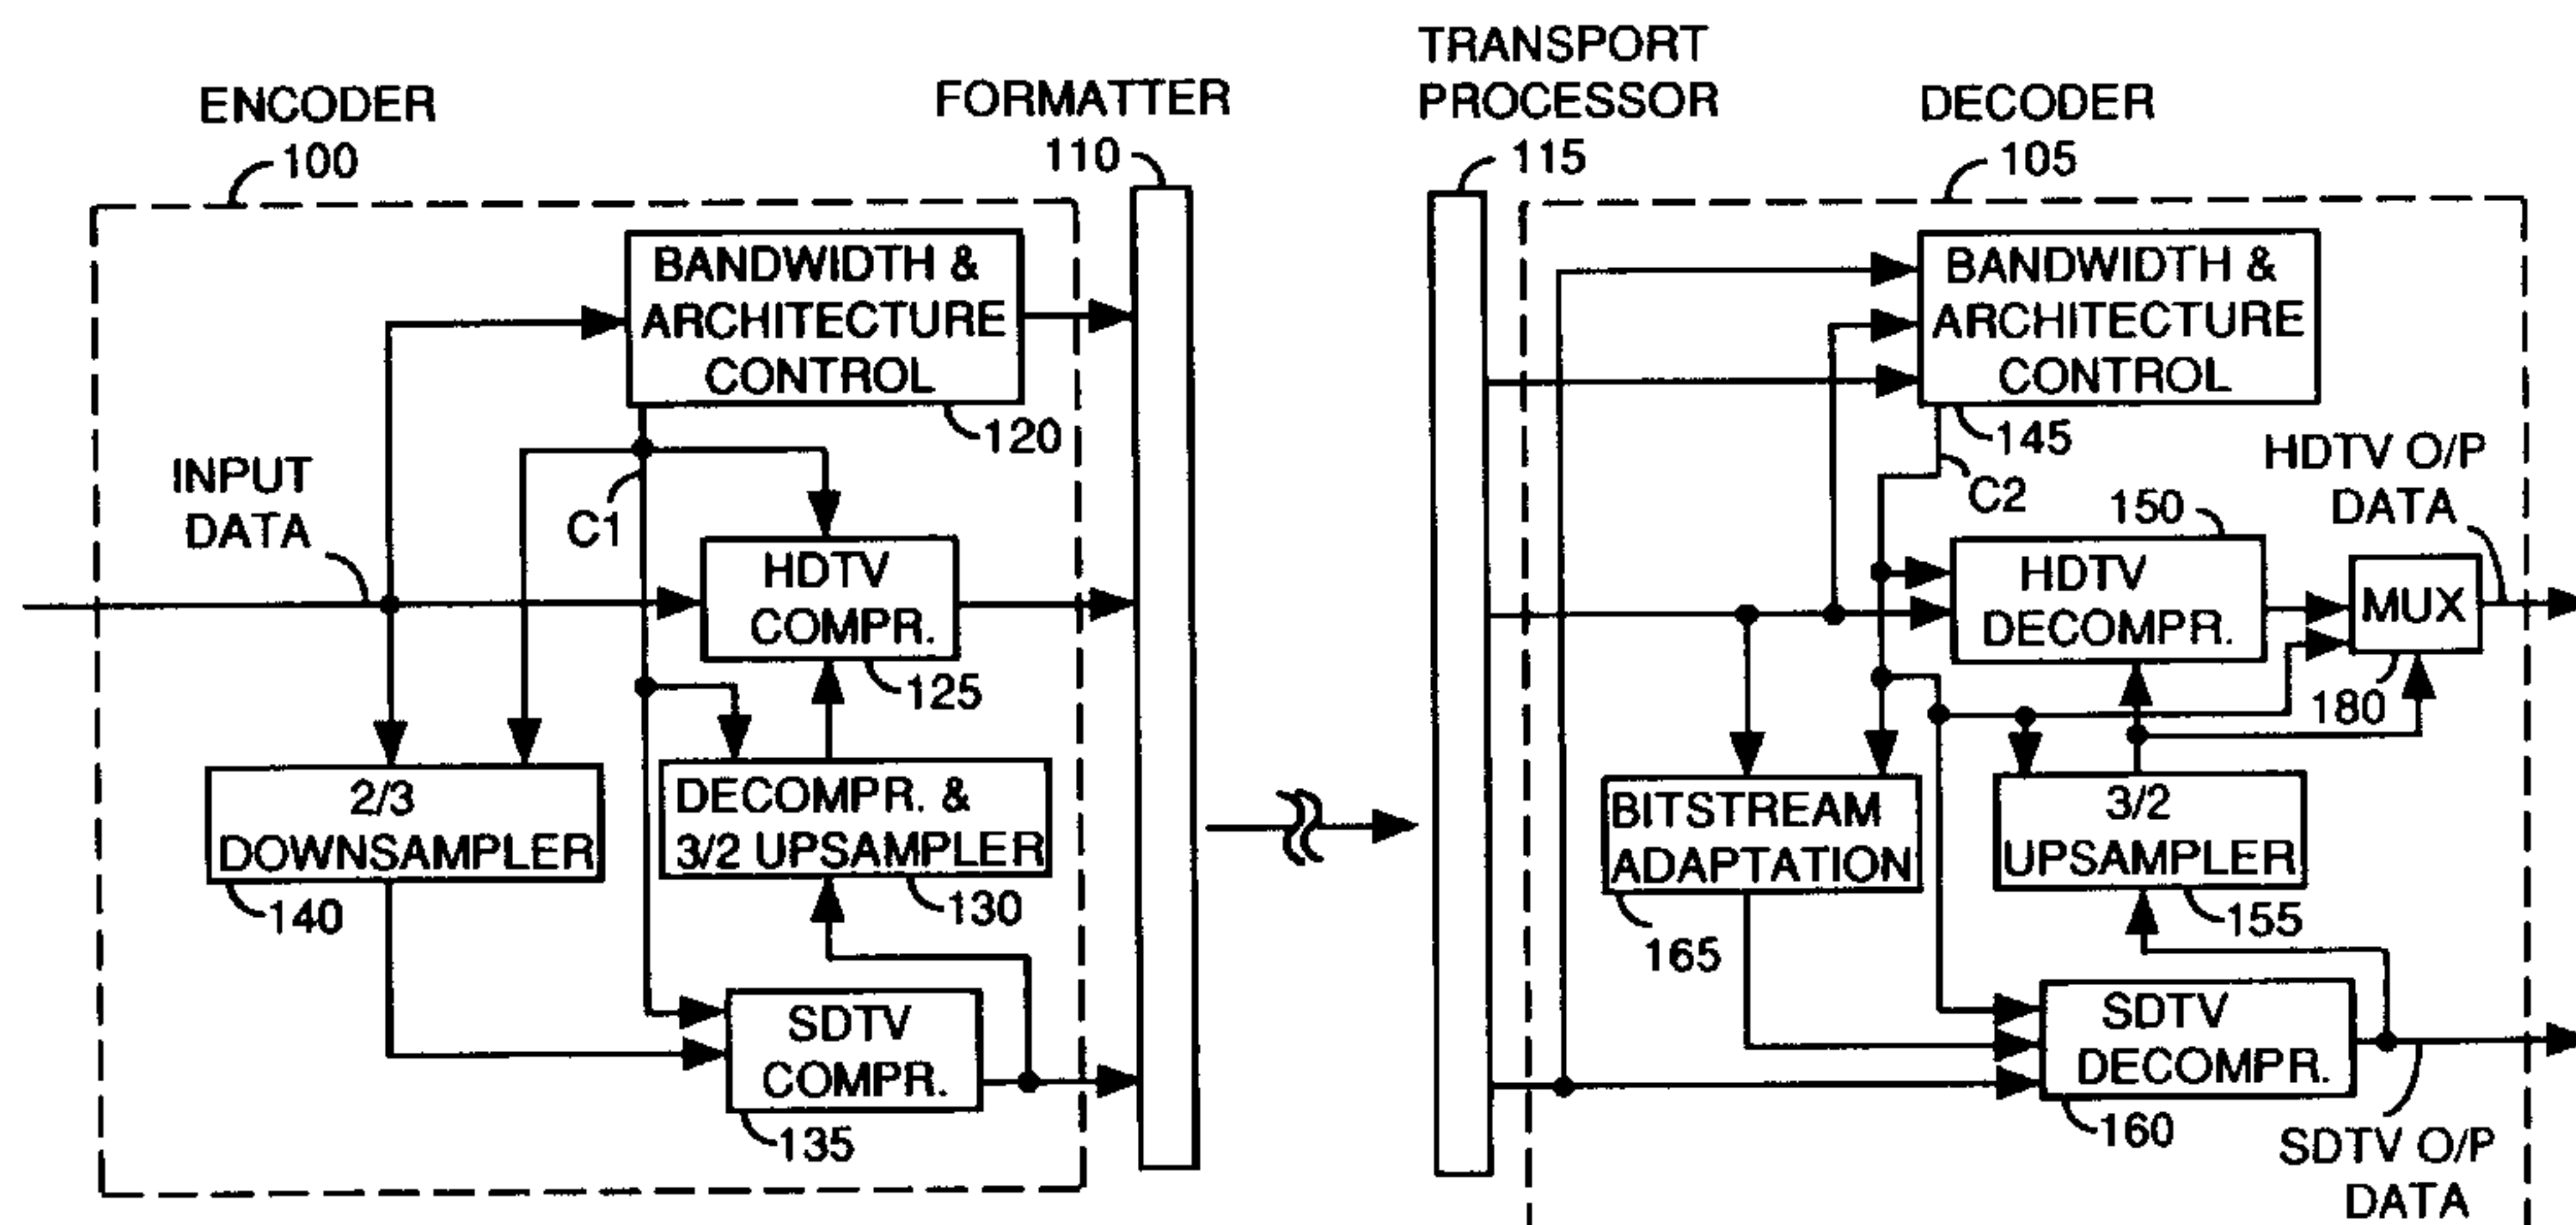 TRANSPORT
PROCESSOR
115
ENCODER
100
FORMATTER
110
DECODER
105
BANDWIDTH &
ARCHITECTURE
CONTROL
120
INPUT
DATA
C1
HDTV
COMPR.
125
2/3
DOWNSAMPLER
140
DECOMPR. &
3/2 UPSAMPLER
130
SDTV
COMPR.
135
BANDWIDTH &
ARCHITECTURE
CONTROL
145
C2
HDTV O/P
DATA
150
HDTV
DECOMPR.
MUX
180
BITSTREAM
ADAPTATION
165
3/2
UPSAMPLER
155
SDTV
DECOMPR.
160
SDTV O/P
DATA